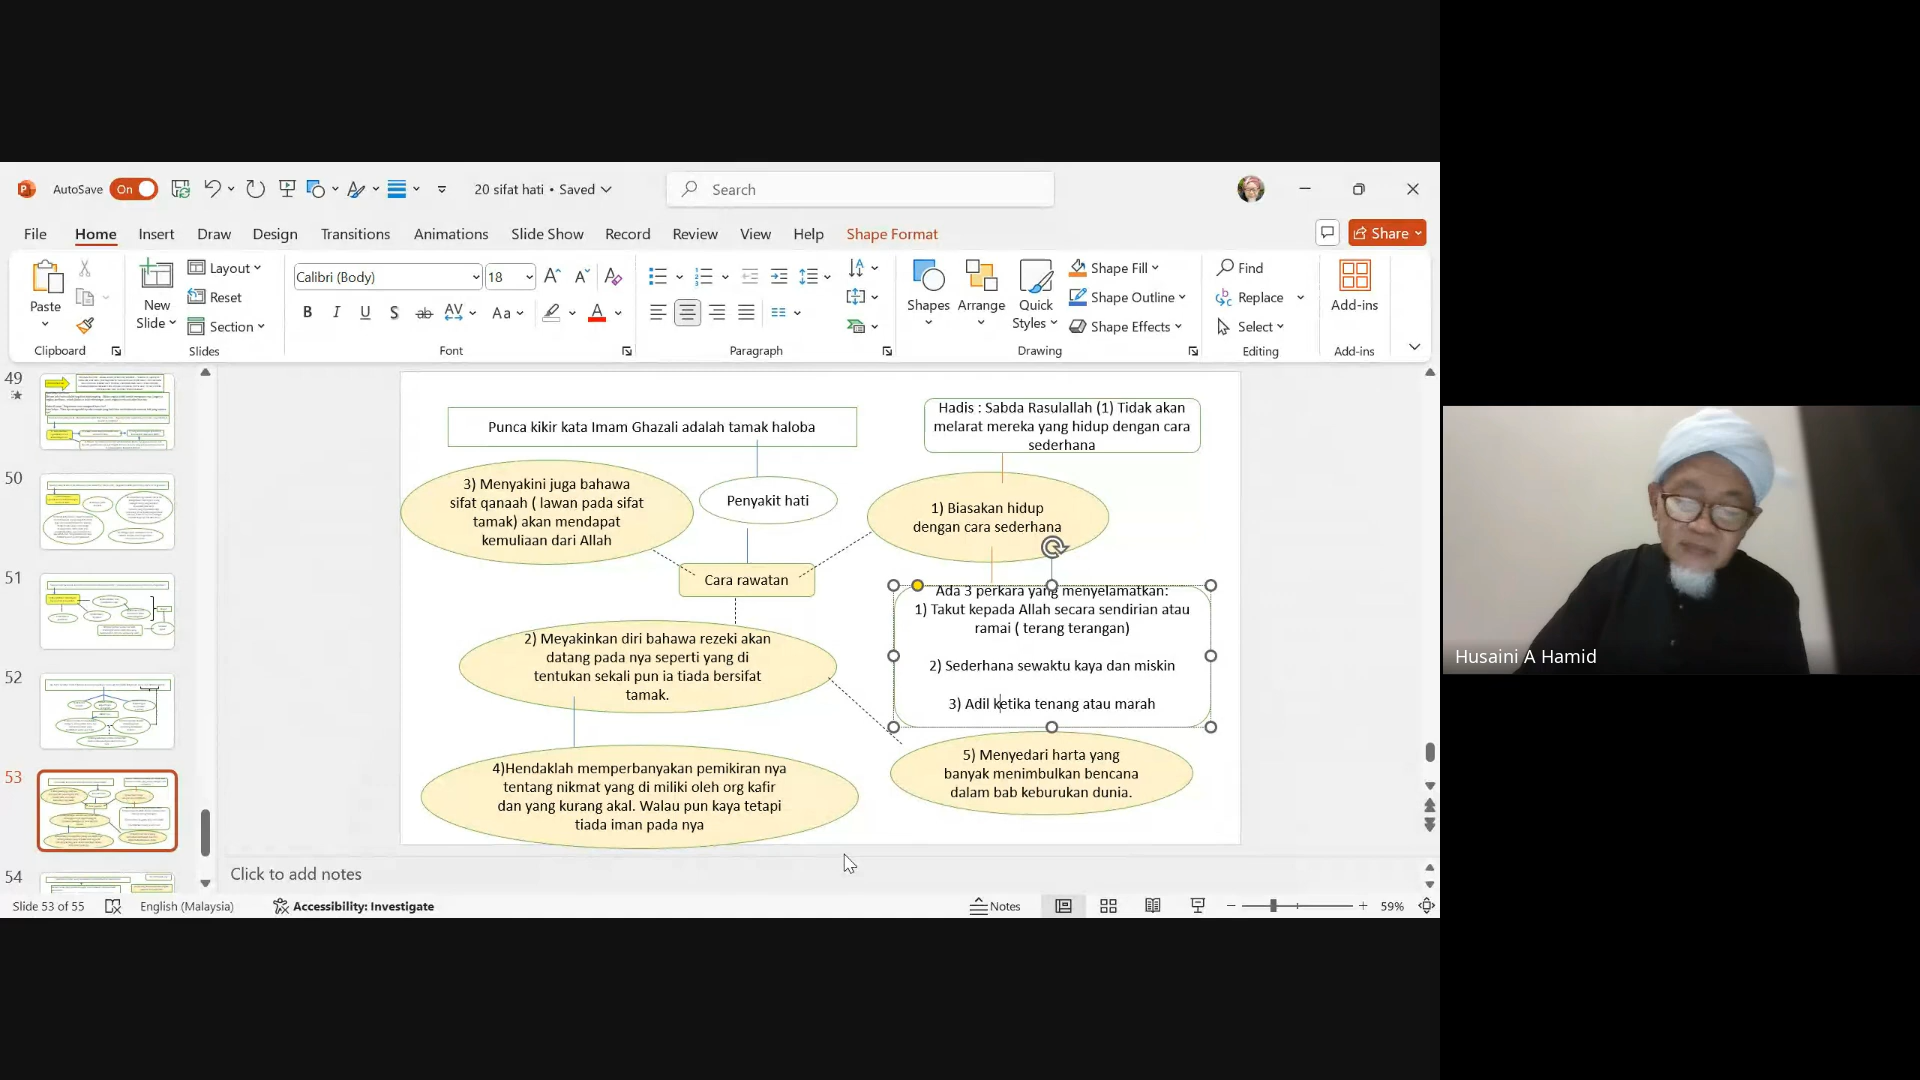 AutoSave On
20 sifat hati • Saved
Search
File Home Insert Draw Design Transitions Animations Slide Show Record Review View Help Shape Format
Share
Paste
Clipboard
New Slide
Layout
Reset
Section
Slides
Calibri (Body) 18
B I U S ab AV Aa A
Font
Paragraph
Shapes
Arrange
Quick Styles
Shape Fill
Shape Outline
Shape Effects
Drawing
Find
Replace
Select
Editing
Add-ins
Add-ins
49
50
51
52
53
54
Punca kikir kata Imam Ghazali adalah tamak haloba
Hadis : Sabda Rasulallah (1) Tidak akan
melarat mereka yang hidup dengan cara
sederhana
3) Menyakini juga bahawa
sifat qanaah ( lawan pada sifat
tamak) akan mendapat
kemuliaan dari Allah
Penyakit hati
1) Biasakan hidup
dengan cara sederhana
Cara rawatan
Ada 3 perkara yang menyelamatkan:
1) Takut kepada Allah secara sendirian atau
ramai ( terang terangan)
2) Sederhana sewaktu kaya dan miskin
3) Adil ketika tenang atau marah
2) Meyakinkan diri bahawa rezeki akan
datang pada nya seperti yang di
tentukan sekali pun ia tiada bersifat
tamak.
4)Hendaklah memperbanyakan pemikiran nya
tentang nikmat yang di miliki oleh org kafir
dan yang kurang akal. Walau pun kaya tetapi
tiada iman pada nya
5) Menyedari harta yang
banyak menimbulkan bencana
dalam bab keburukan dunia.
Click to add notes
Slide 53 of 55
English (Malaysia)
Accessibility: Investigate
Notes
59%
Husaini A Hamid